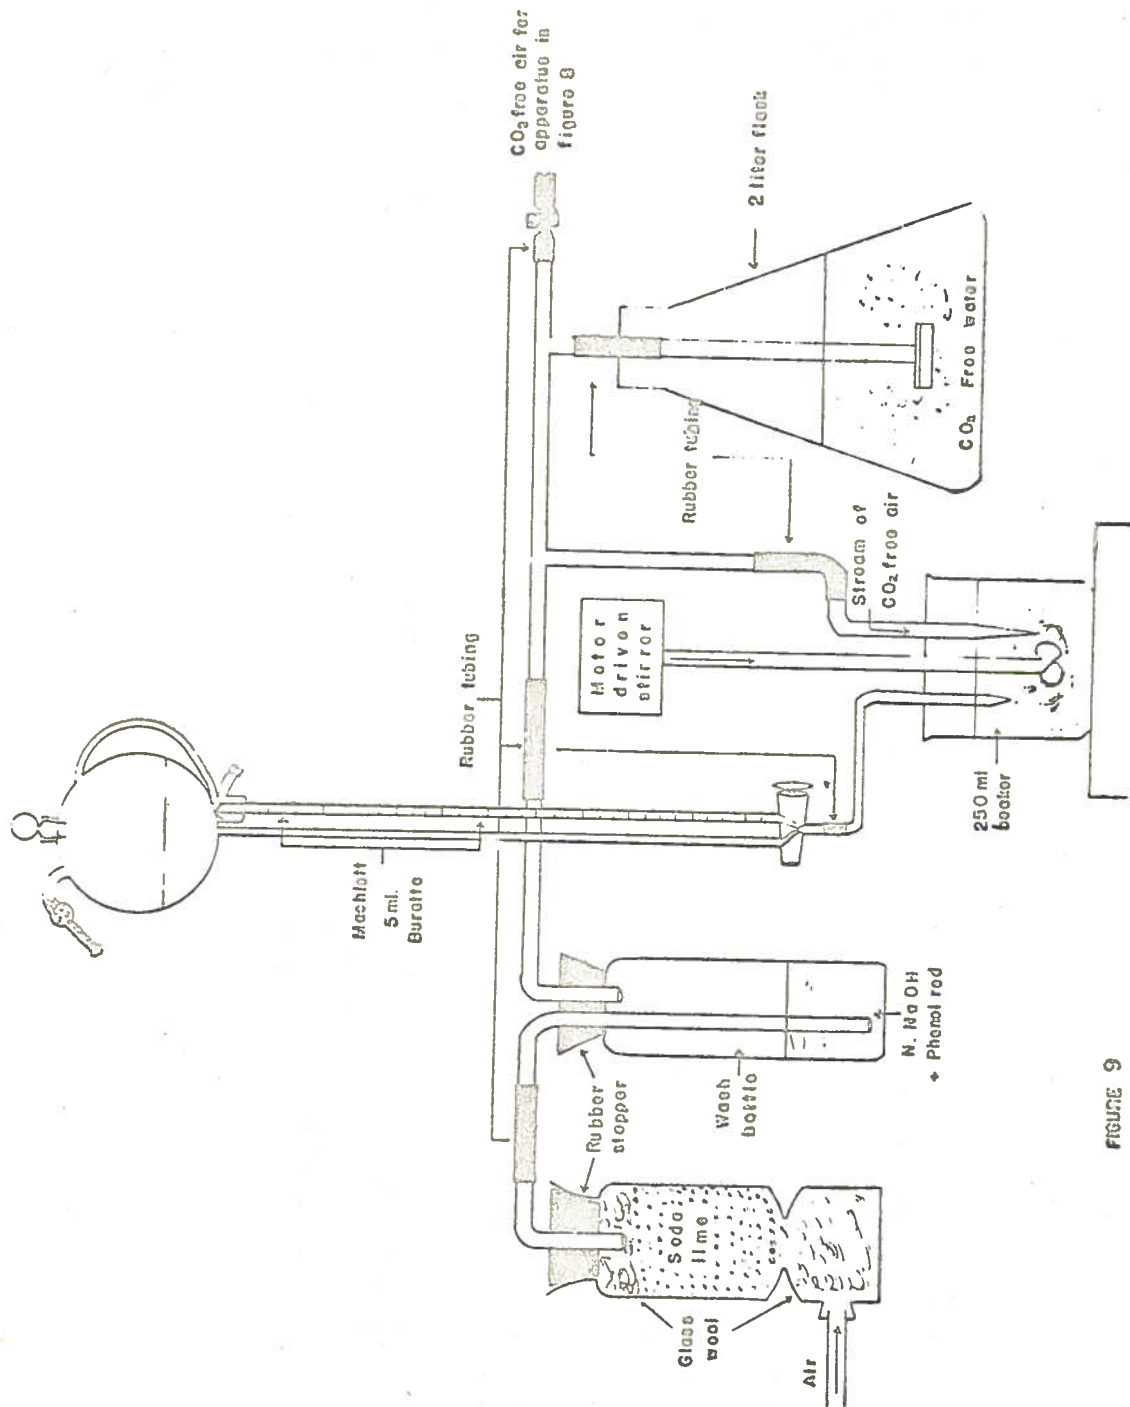 CO₂ free air for
apparatus in
figure 8
2 liter flask
CO₂ Free water
Rubber tubing
Rubber tubing
Stream of
CO₂ free air
Motor
driven
stirrer
250 ml
beaker
Machlett
5 ml.
Burette
Rubber
stopper
Wash
bottle
N. NaOH
+ Phenol red
Soda
lime
Glass
wool
Air
FIGURE 9